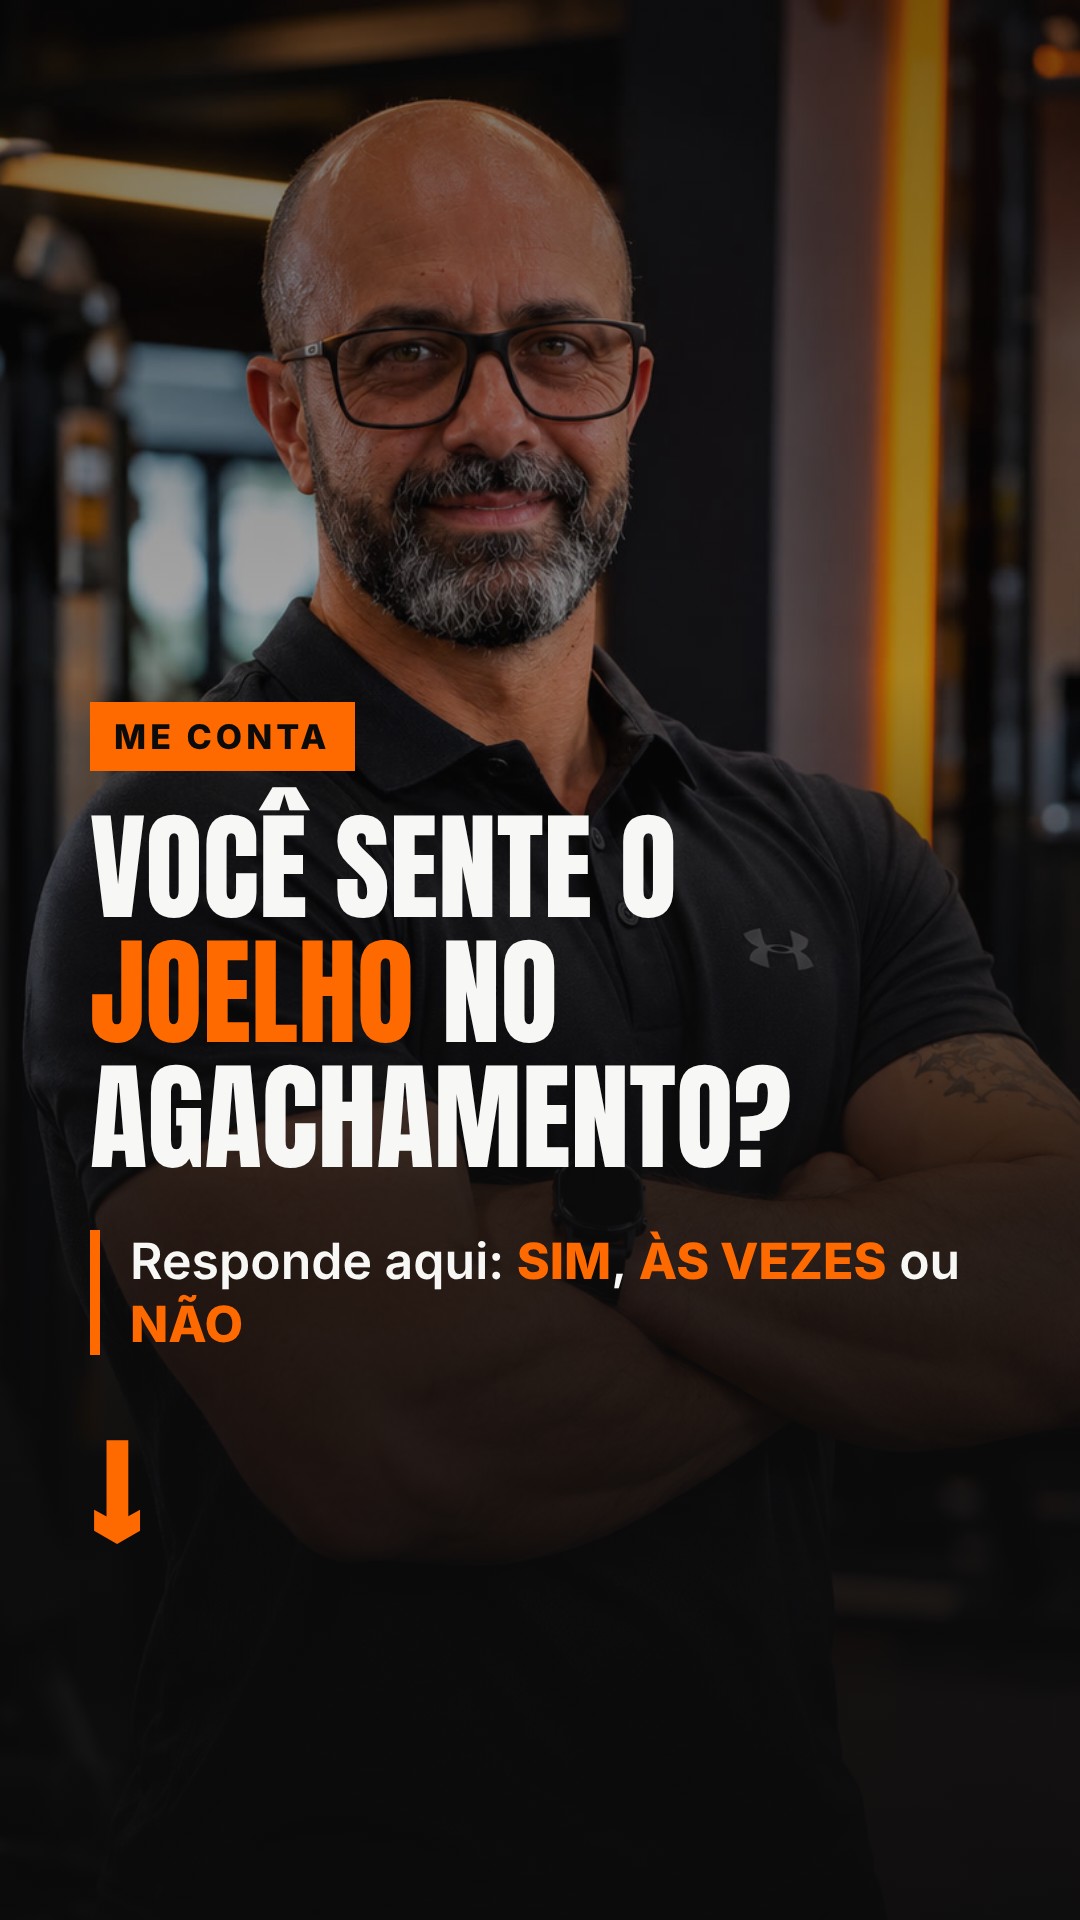 ME CONTA
VOCÊ SENTE O
JOELHO NO
AGACHAMENTO?
Responde aqui: SIM, ÀS VEZES ou
NÃO